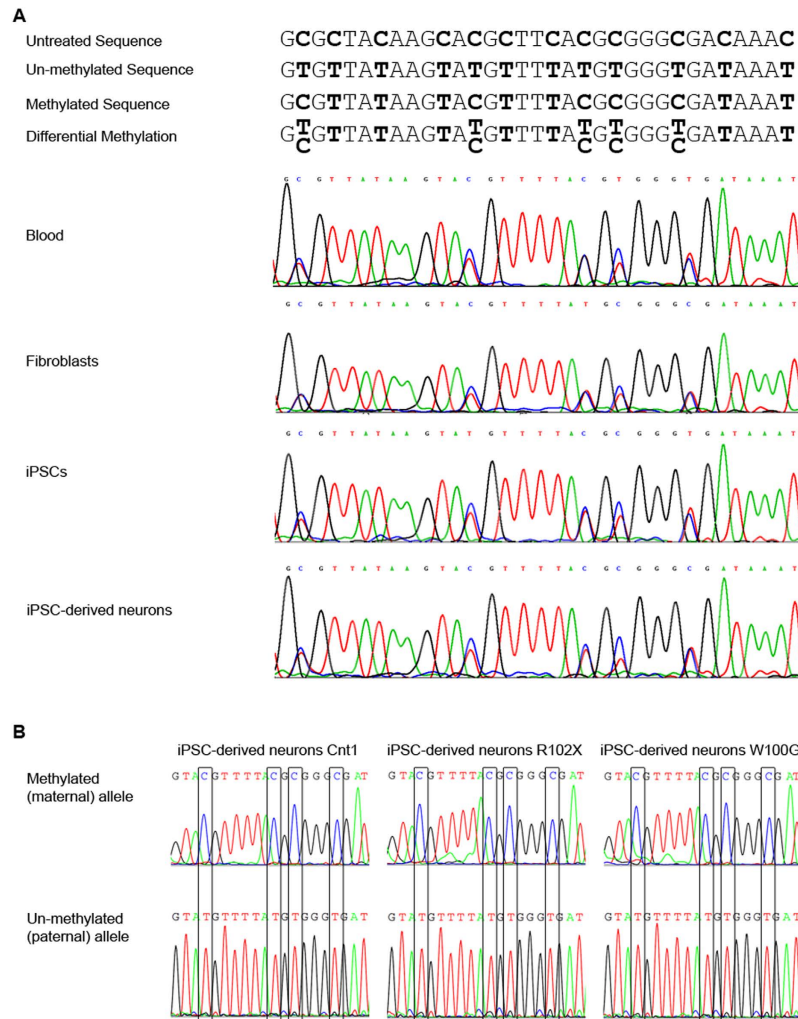 A
Untreated Sequence GCGCTACAAGCACGCTTCACGCGGGCGACAAAC
Un-methylated Sequence GTGTTATAAGTATGTTTTATGTGGGTGATAAAT
Methylated Sequence GCGTTATAAGTACGTTTTACGCGGGCGATAAAT
Differential Methylation GTGTTATAAGTATGTTTTATGTGGGTGATAAAT
C C C C C
G C G T T A T A A G T A C G T T T T A C G T G G G T G A T A A A T
Blood
G C G T T A T A A G T A C G T T T T A T G C G G G C G A T A A A T
Fibroblasts
G C G T T A T A A G T A T G T T T T A C G C G G G T G A T A A A T
iPSCs
G C G T T A T A A G T A C G T T T T A C G C G G G C G A T A A A T
iPSC-derived neurons
B
iPSC-derived neurons Cnt1 iPSC-derived neurons R102X iPSC-derived neurons W100G
Methylated (maternal) allele
G T A C G T T T T A C G C G G G C G A T G T A C G T T T T A C G C G G G C G A T G T A C G T T T T A C G C G G G C G A T
Un-methylated (paternal) allele
G T A T G T T T T A T G T G G G T G A T G T A T G T T T T A T G T G G G T G A T G T A T G T T T T A T G T G G G T G A T